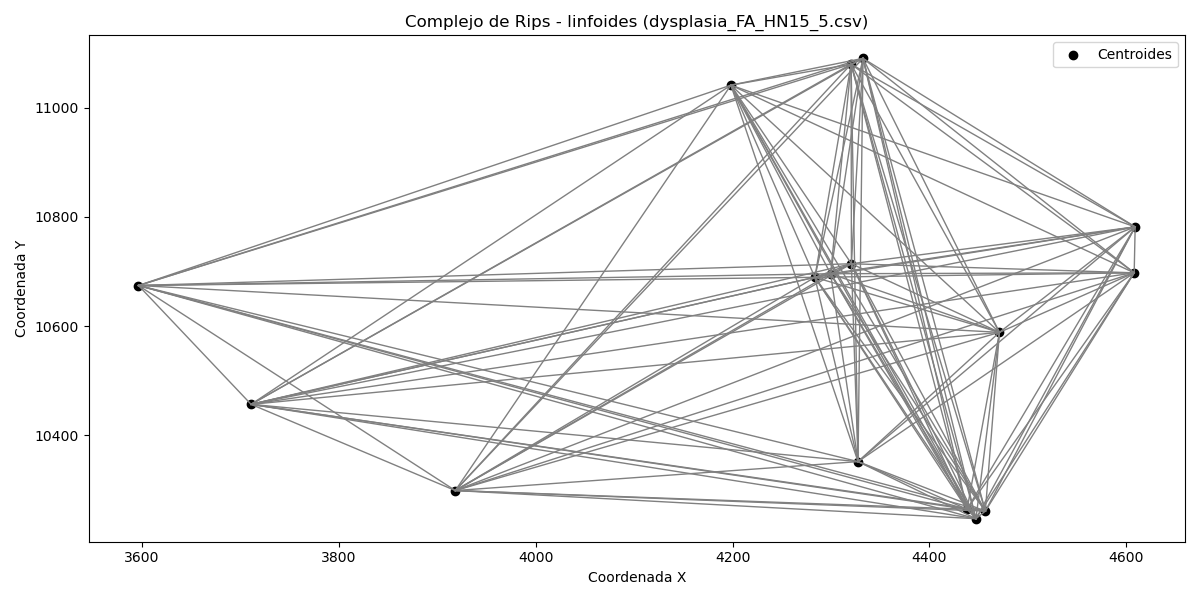 Complejo de Rips - linfoides (dysplasia_FA_HN15_5.csv)
Centroides
Coordenada Y
11000
10800
10600
10400
3600 3800 4000 4200 4400 4600
Coordenada X